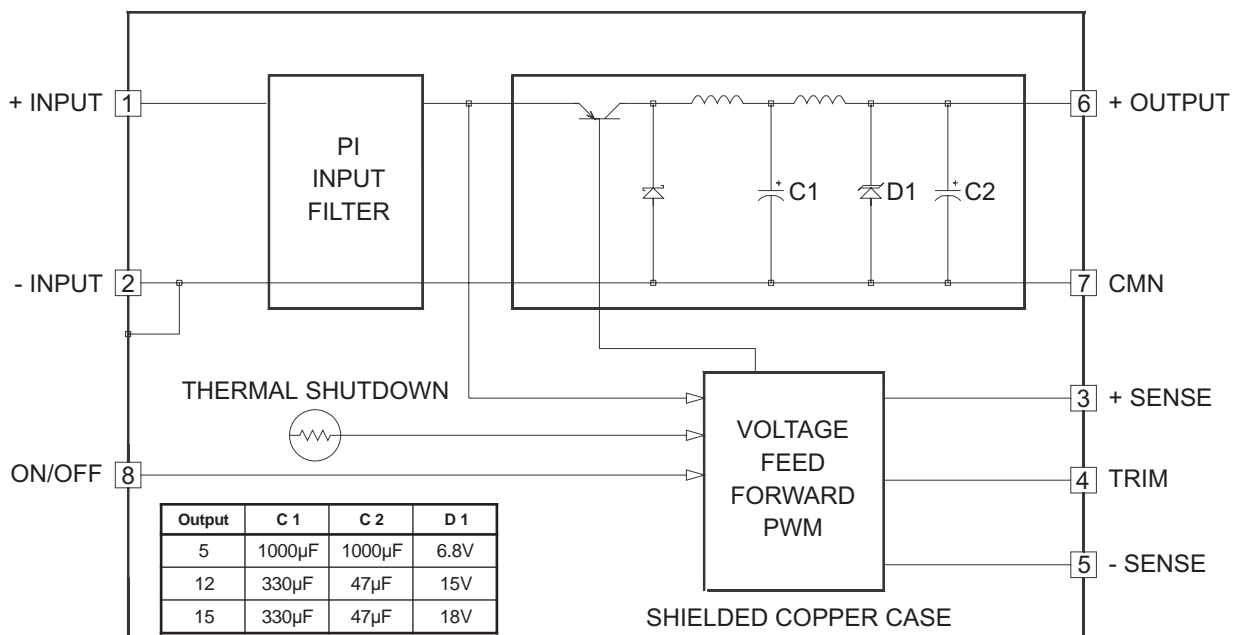 + INPUT 1
PI
INPUT
FILTER
C1
D1
C2
6 + OUTPUT
- INPUT 2
7 CMN
THERMAL SHUTDOWN
ON/OFF 8
VOLTAGE
FEED
FORWARD
PWM
3 + SENSE
4 TRIM
5 - SENSE
Output C 1 C 2 D 1
5 1000µF 1000µF 6.8V
12 330µF 47µF 15V
15 330µF 47µF 18V
SHIELDED COPPER CASE